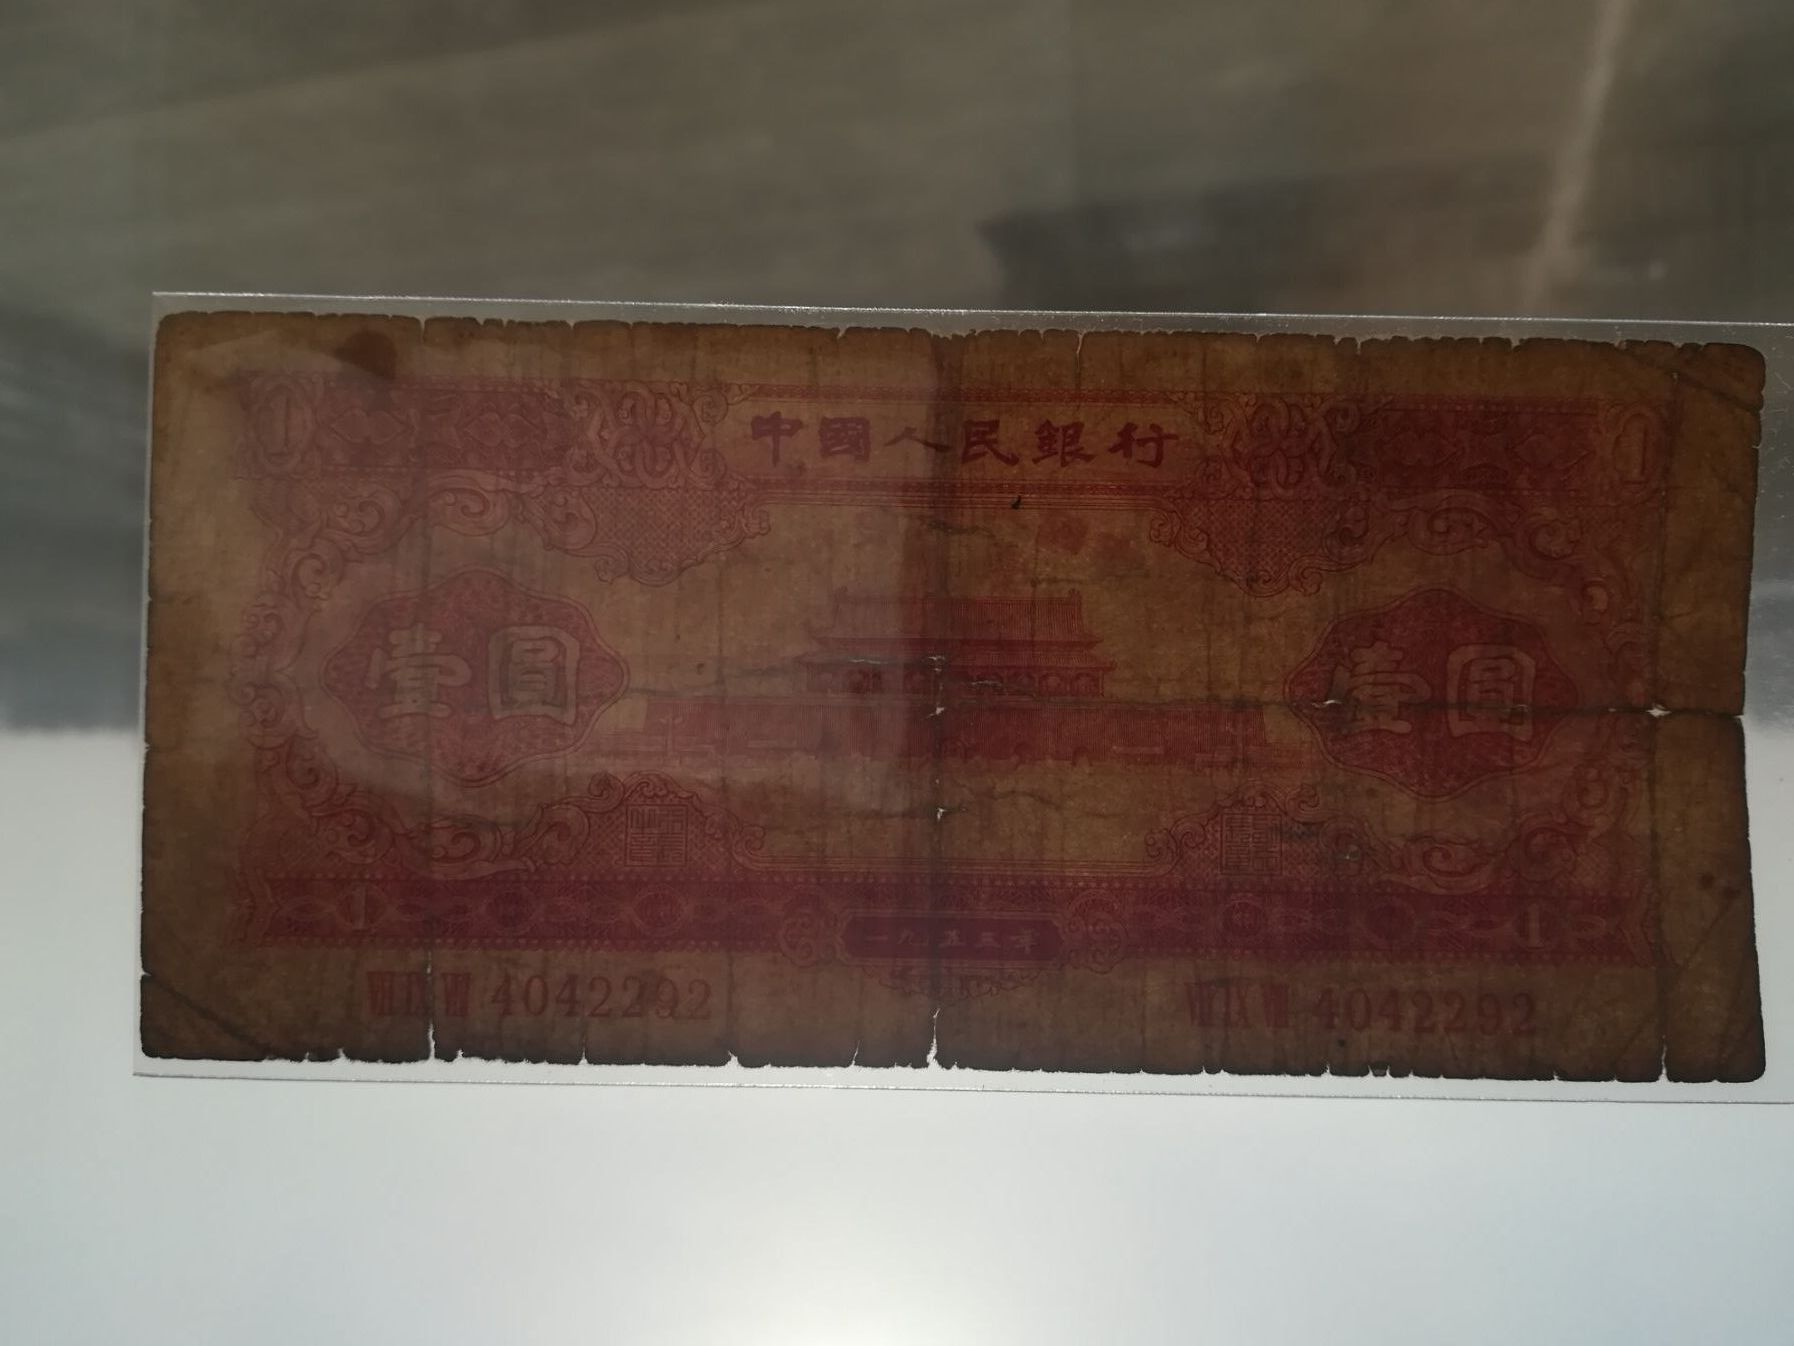 1 中國人民銀行 1
壹圓 壹圓
1 一九五三年 1
VII IX VIII 4042292 VII IX VIII 4042292